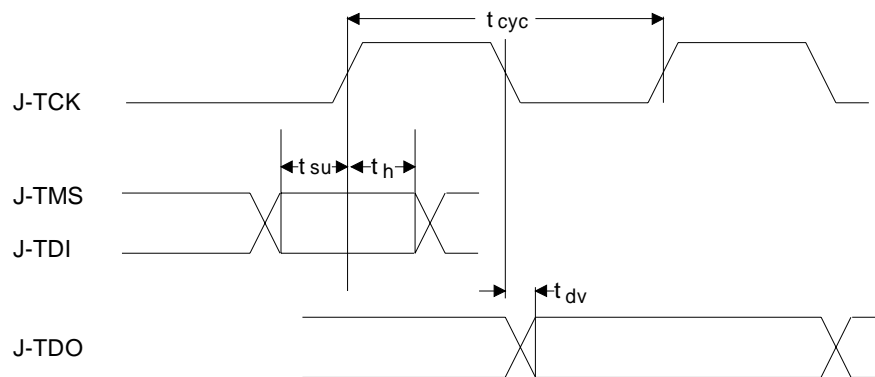 t cyc
J-TCK
t su
t h
J-TMS
J-TDI
t dv
J-TDO